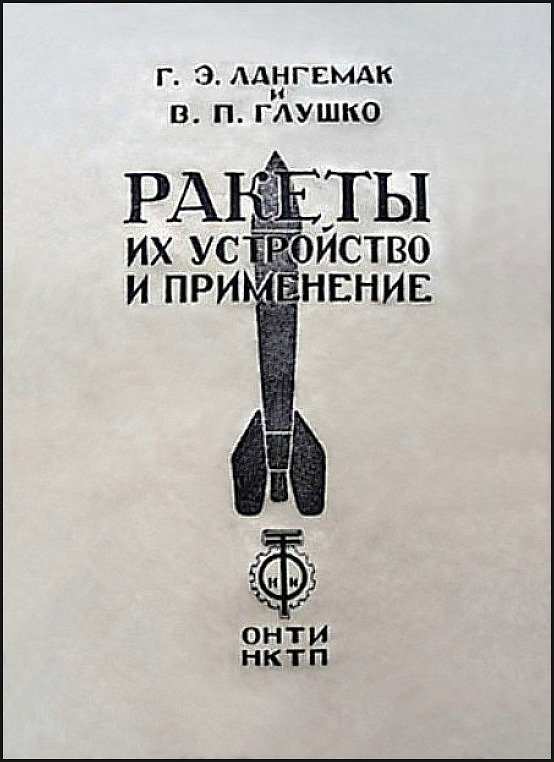 Г. Э. ЛАНГЕМАК
И
В. П. ГЛУШКО
РАКЕТЫ
ИХ УСТРОЙСТВО
И ПРИМЕНЕНИЕ
Т
Н И
ОНТИ
НКТП